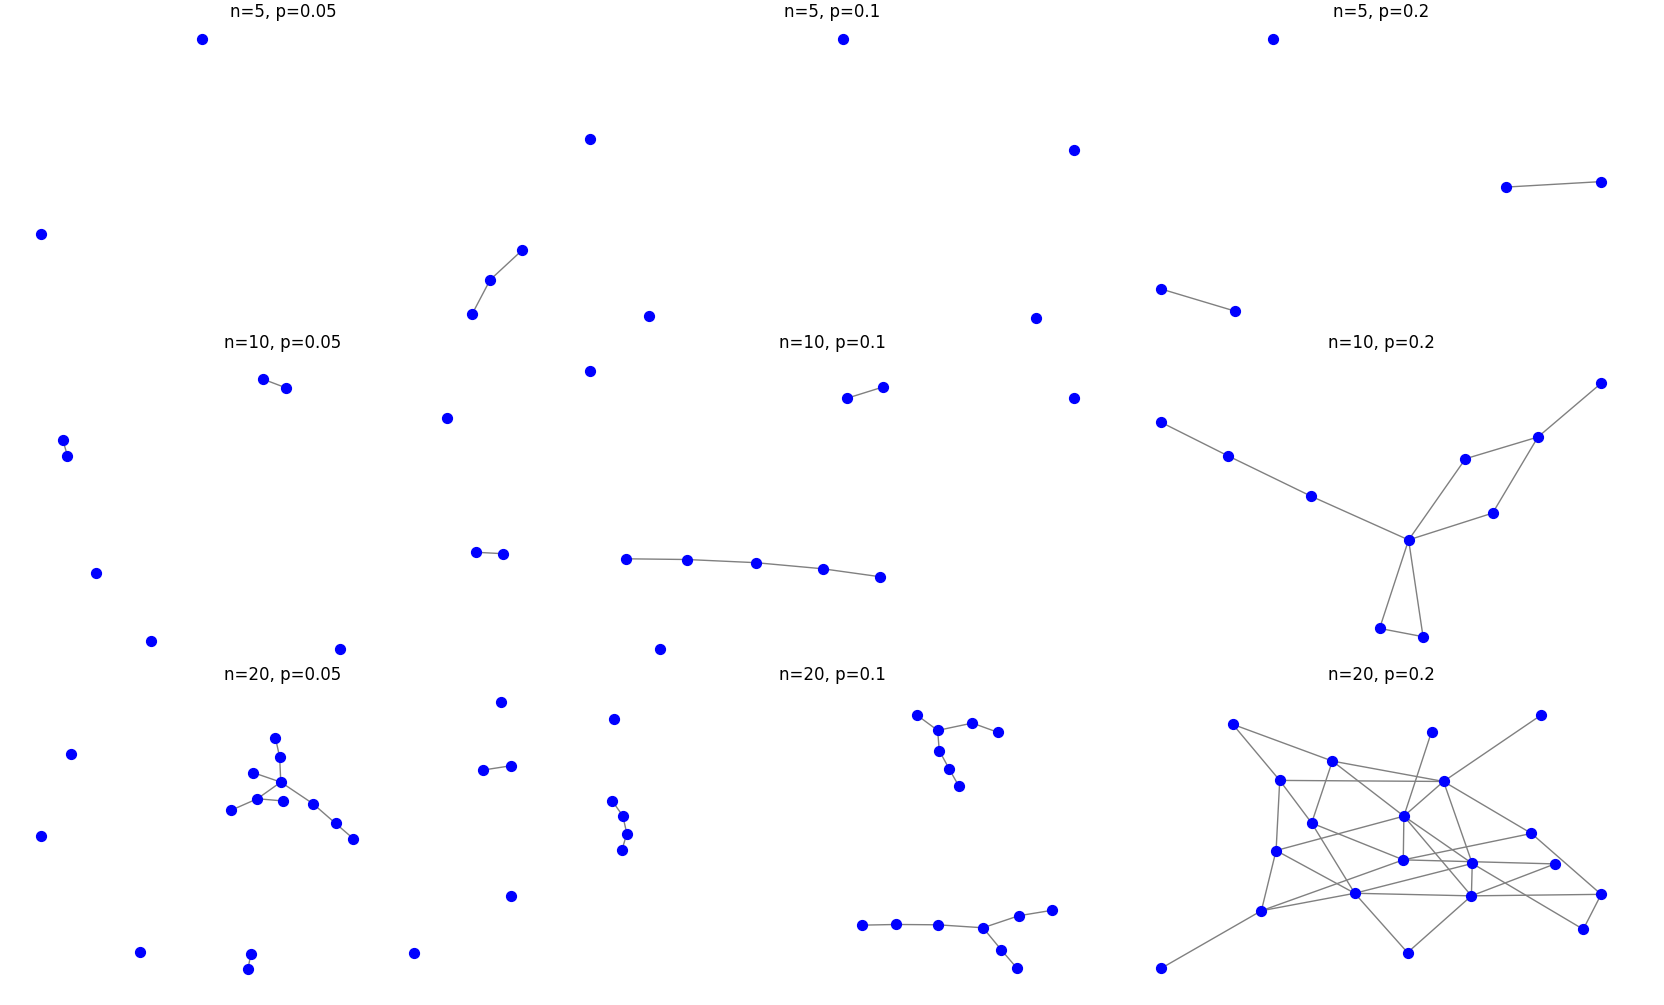 n=5, p=0.05
n=5, p=0.1
n=5, p=0.2
n=10, p=0.05
n=10, p=0.1
n=10, p=0.2
n=20, p=0.05
n=20, p=0.1
n=20, p=0.2